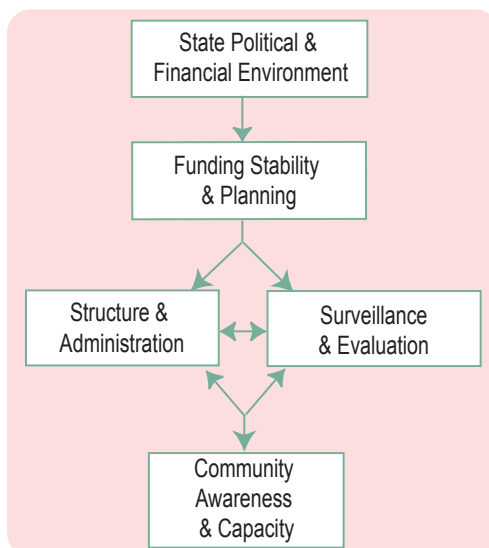 State Political &
Financial Environment
Funding Stability
& Planning
Structure &
Administration
Surveillance
& Evaluation
Community
Awareness
& Capacity